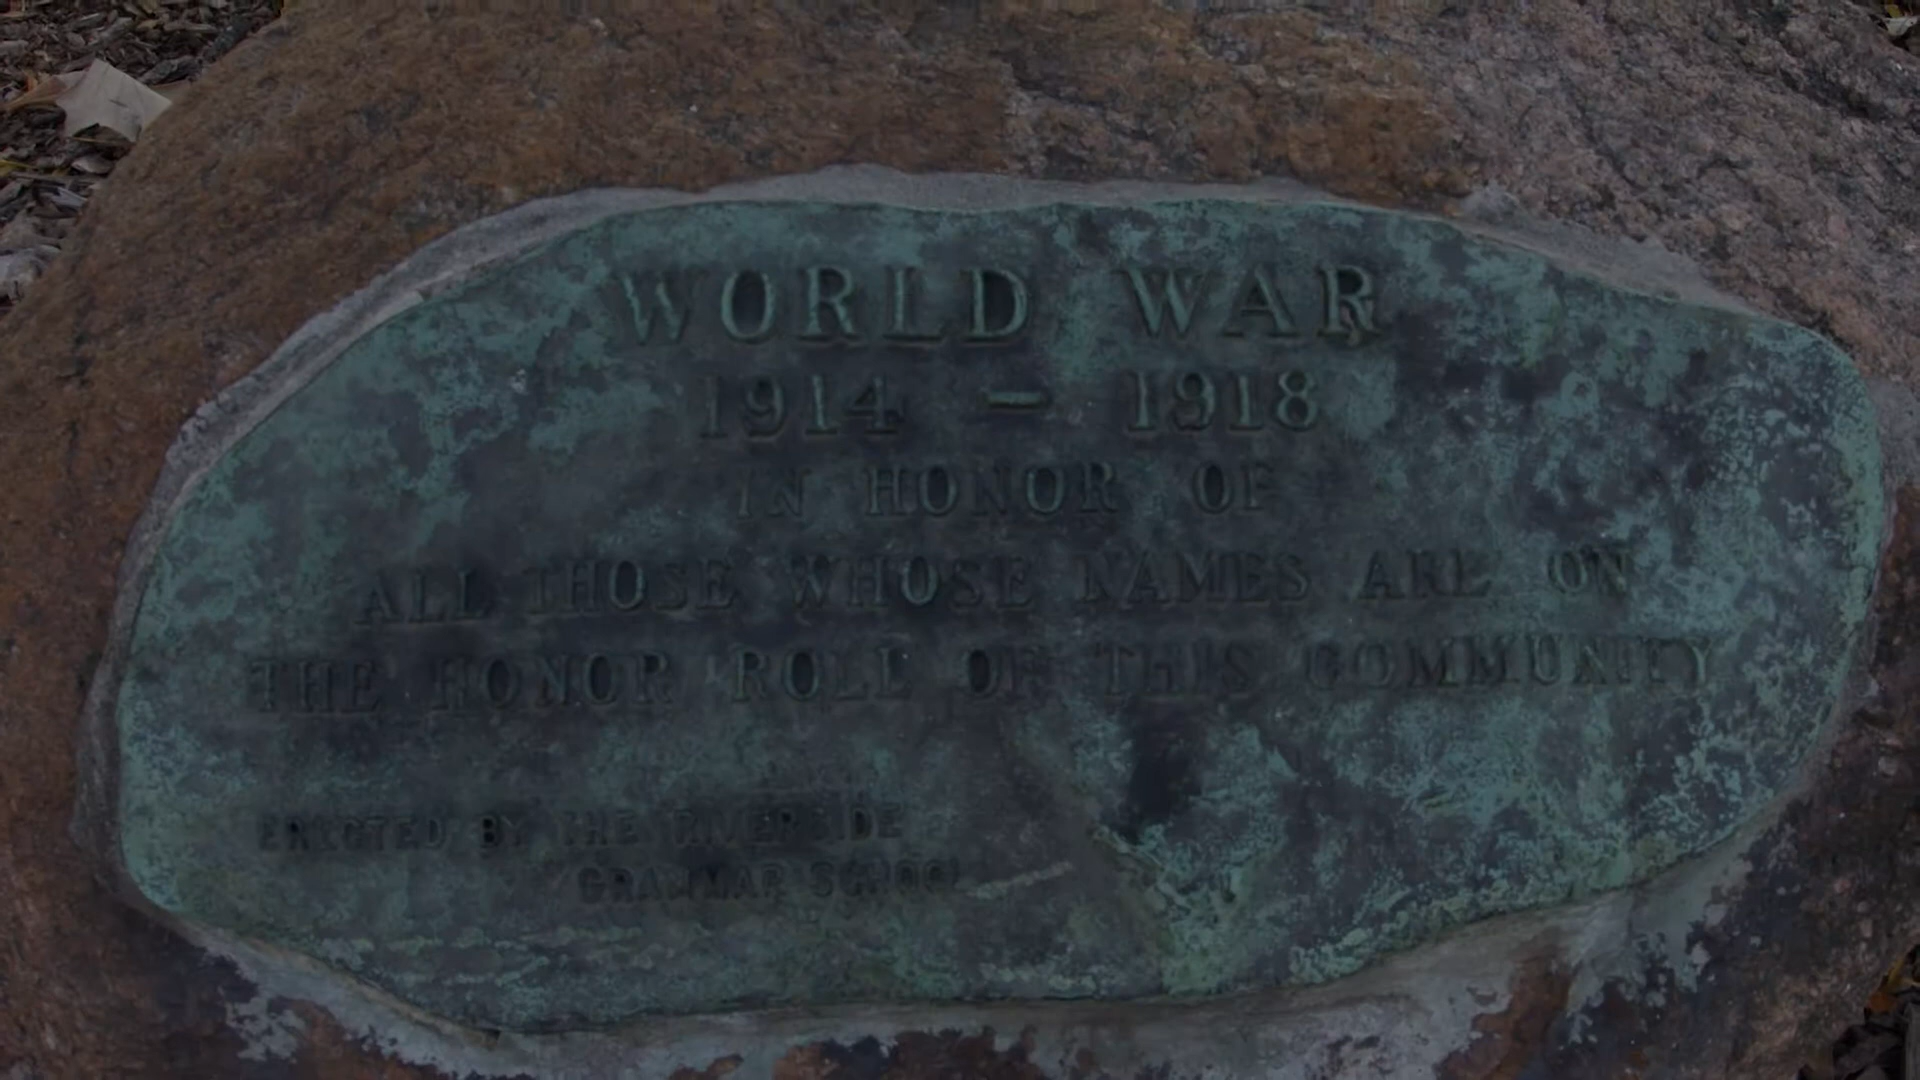 WORLD WAR
1914 - 1918
IN HONOR OF
ALL THOSE WHOSE NAMES ARE ON
THE HONOR ROLL OF THIS COMMUNITY
ERECTED BY THE RIVERSIDE
GRAMMAR SCHOOL